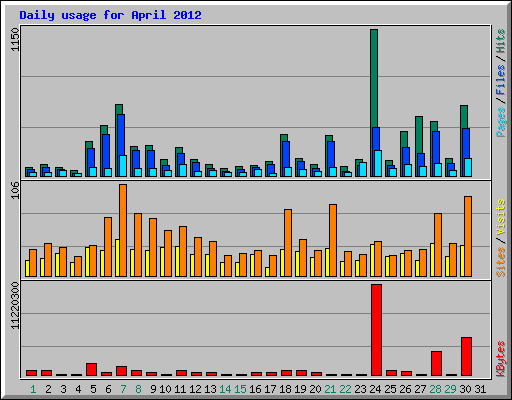 Daily usage for April 2012
1150
Pages / Files / Hits
106
Sites / Visits
11220300
KBytes
1 2 3 4 5 6 7 8 9 10 11 12 13 14 15 16 17 18 19 20 21 22 23 24 25 26 27 28 29 30 31